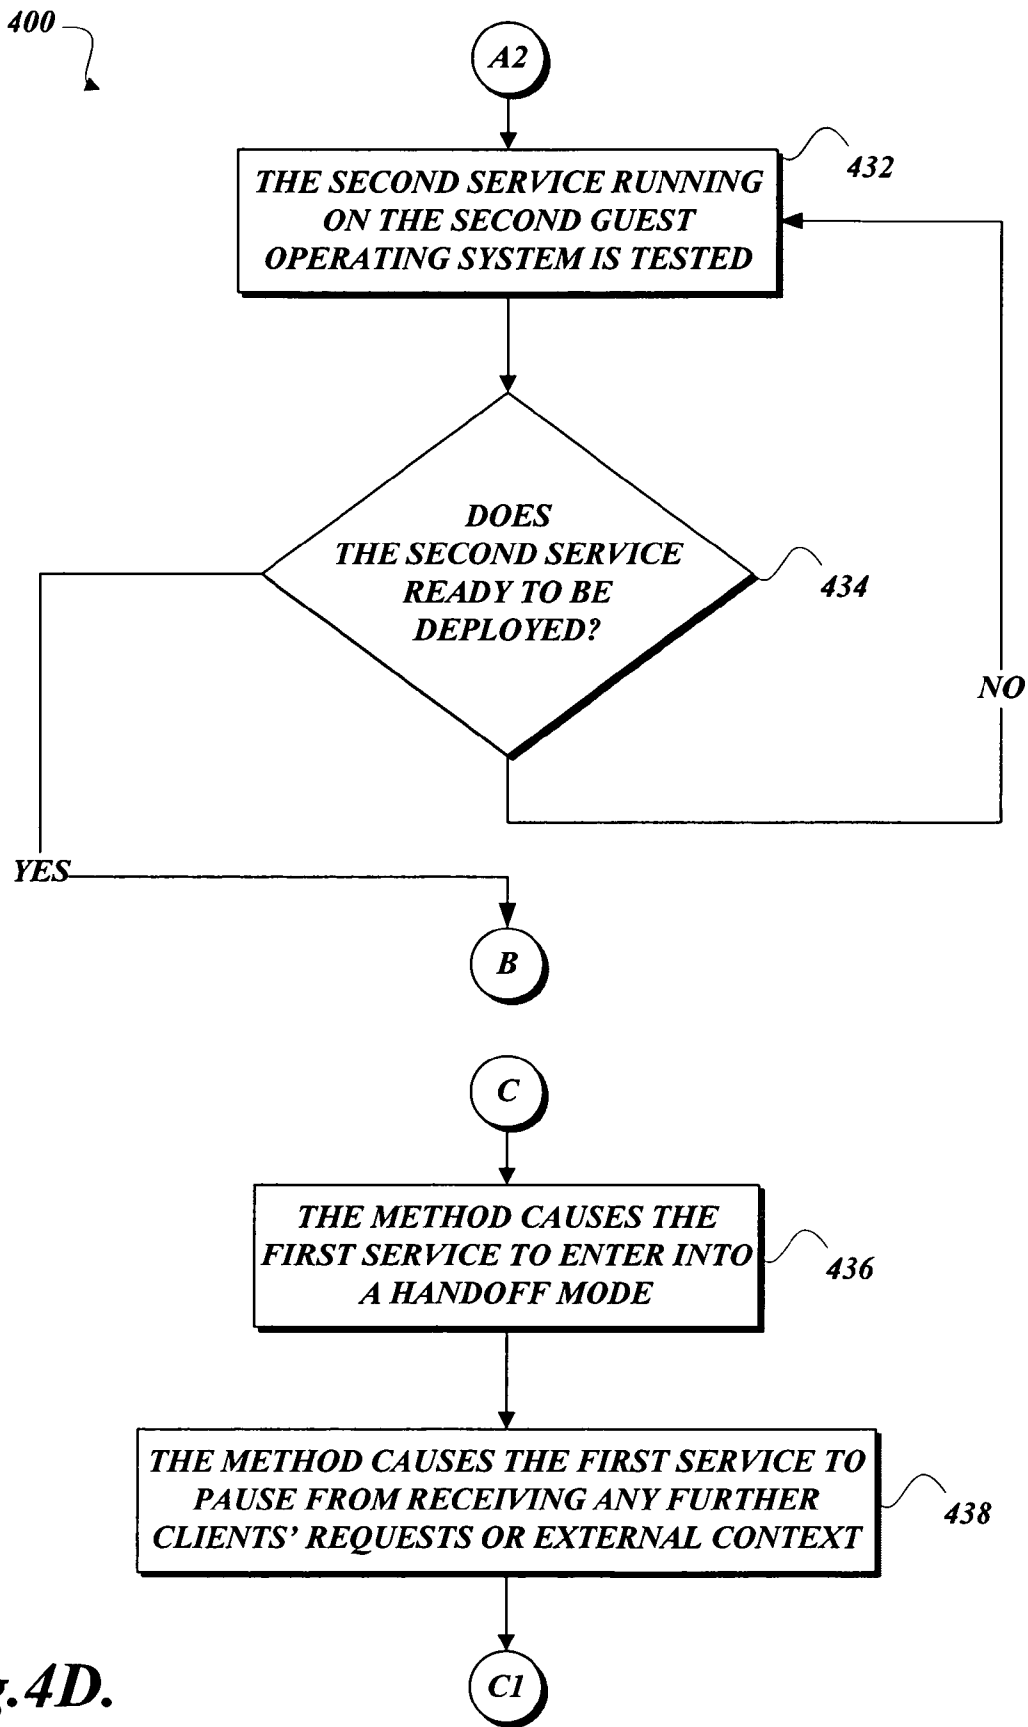 400
A2
THE SECOND SERVICE RUNNING
ON THE SECOND GUEST
OPERATING SYSTEM IS TESTED
432
DOES
THE SECOND SERVICE
READY TO BE
DEPLOYED?
434
NO
YES
B
C
THE METHOD CAUSES THE
FIRST SERVICE TO ENTER INTO
A HANDOFF MODE
436
THE METHOD CAUSES THE FIRST SERVICE TO
PAUSE FROM RECEIVING ANY FURTHER
CLIENTS' REQUESTS OR EXTERNAL CONTEXT
438
C1
g.4D.